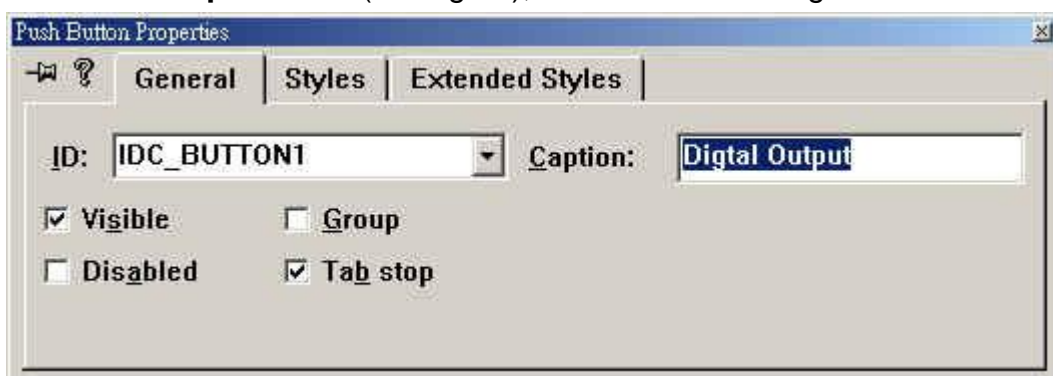 Push Button Properties
? General Styles Extended Styles
ID: IDC_BUTTON1 Caption: Digtal Output
Visible Group
Disabled Tab stop